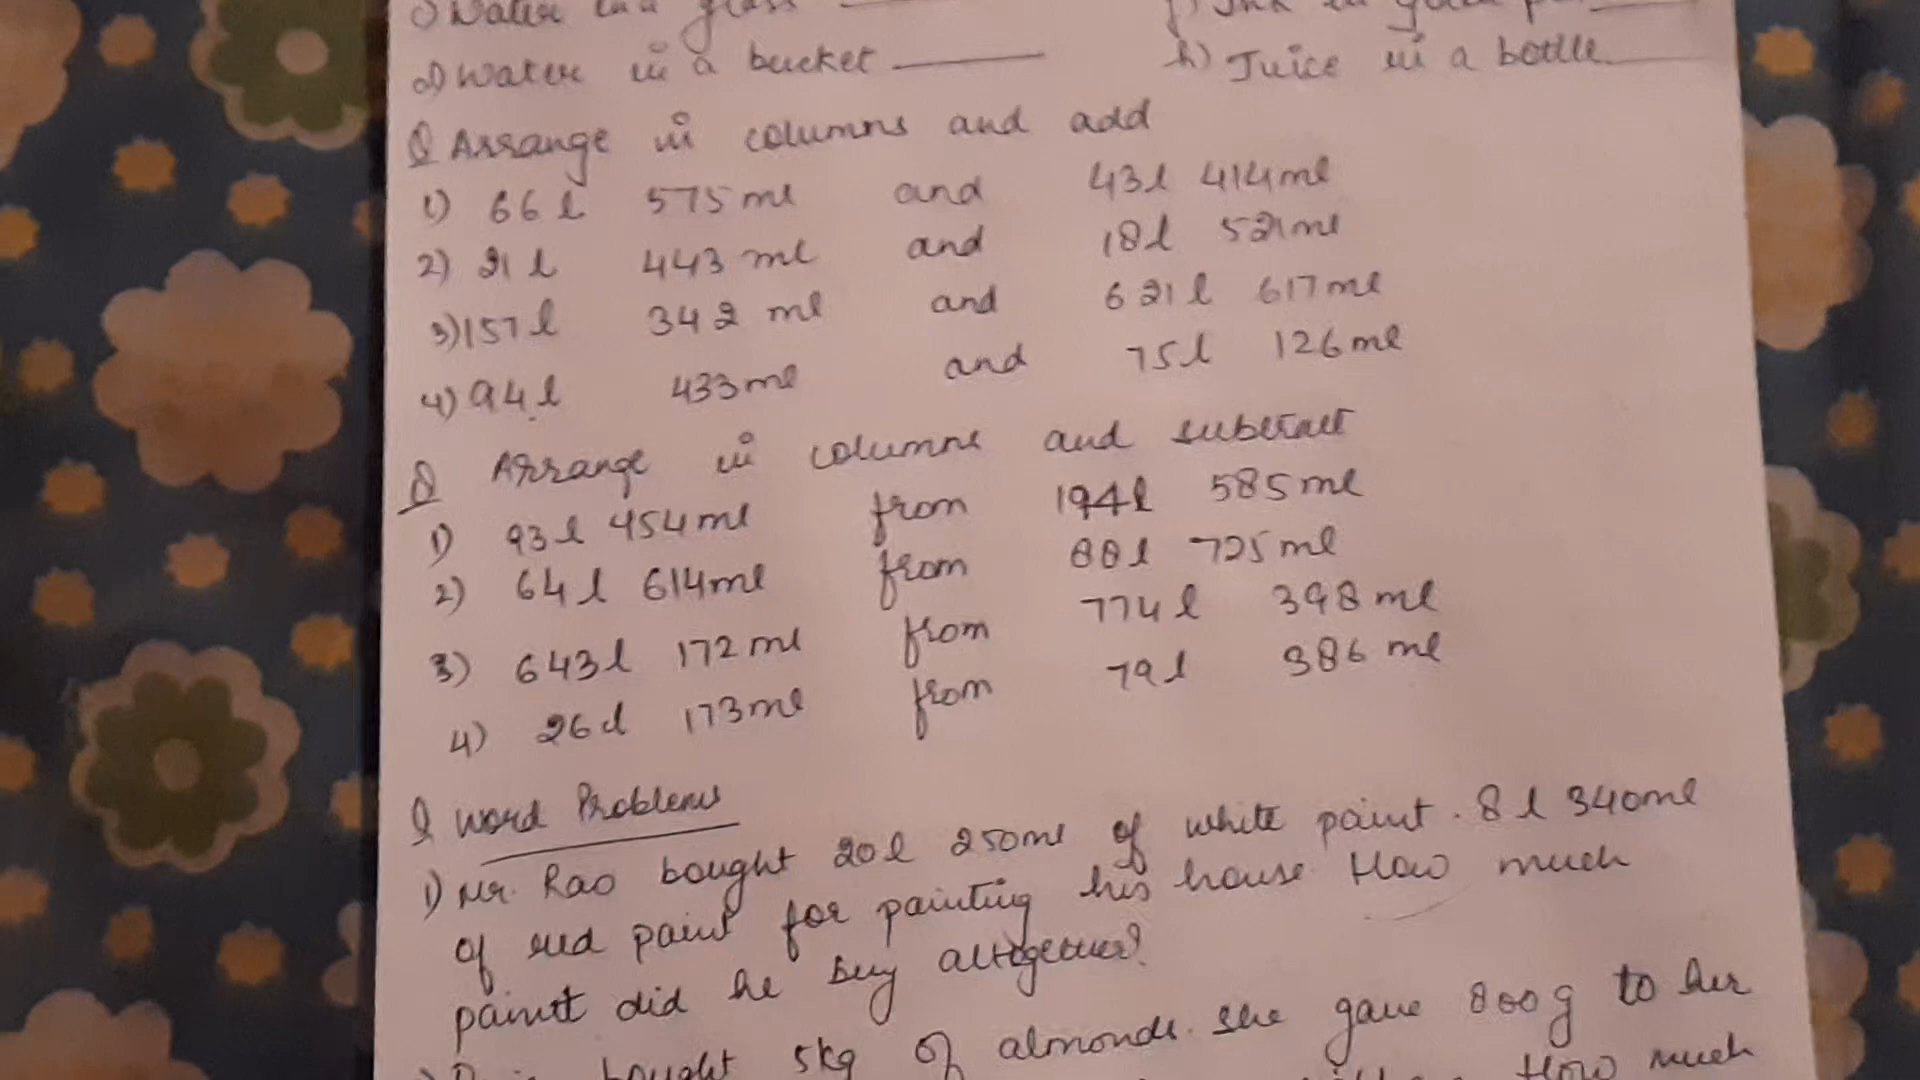 c) Water in a glass
d) Water in a bucket ______
h) Juice in a bottle ______
Q Arrange in columns and add
1) 66 l 575 ml and 43 l 414 ml
2) 21 l 443 ml and 18 l 521 ml
3) 157 l 342 ml and 621 l 617 ml
4) 94 l 433 ml and 75 l 126 ml
Q Arrange in columns and subtract
1) 93 l 454 ml from 194 l 585 ml
2) 64 l 614 ml from 88 l 725 ml
3) 643 l 172 ml from 774 l 398 ml
4) 26 l 173 ml from 79 l 386 ml
Q Word Problems
1) Mr. Rao bought 20 l 250 ml of white paint. 8 l 340 ml
of red paint for painting his house. How much
paint did he buy altogether?
bought 5kg of almonds. She gave 800 g to her
How much